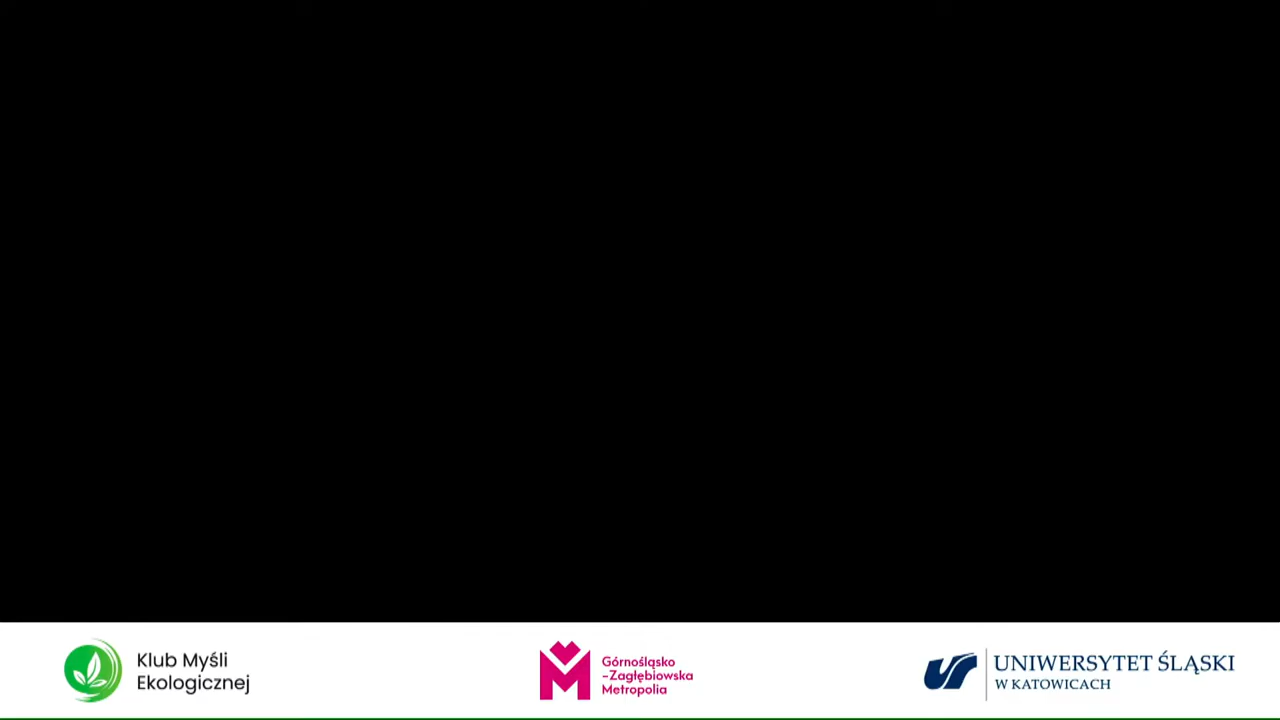 Klub Myśli
Ekologicznej
Górnośląsko
-Zagłębiowska
Metropolia
UNIWERSYTET ŚLĄSKI
W KATOWICACH